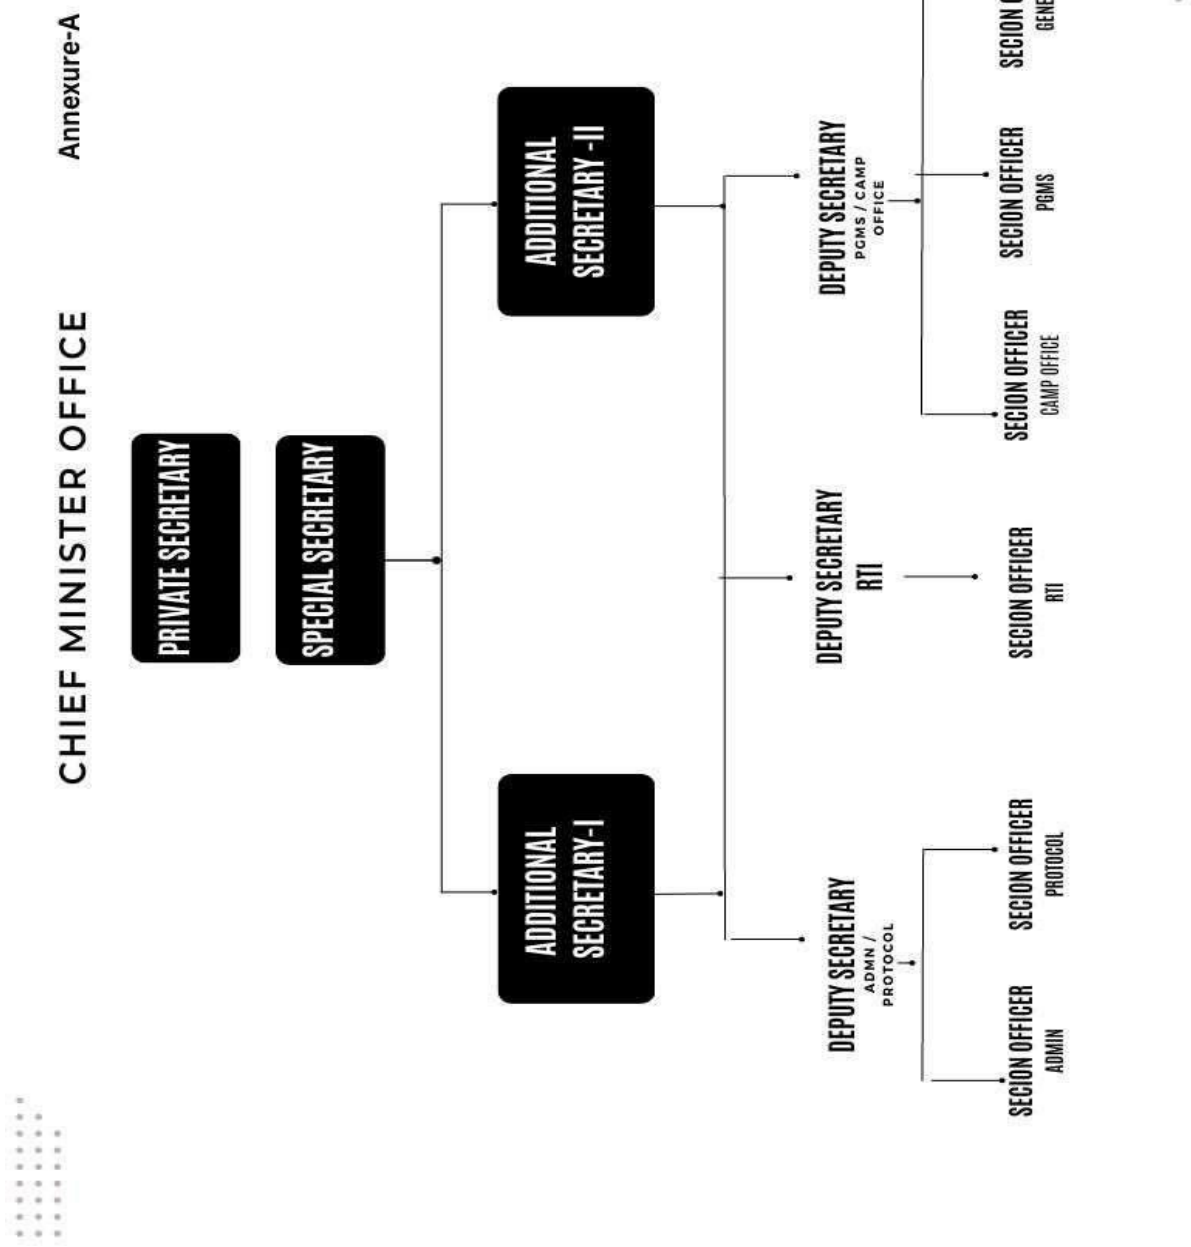 Annexure-A
CHIEF MINISTER OFFICE
PRIVATE SECRETARY
SPECIAL SECRETARY
ADDITIONAL
SECRETARY-I
ADDITIONAL
SECRETARY -II
DEPUTY SECRETARY
ADMN /
PROTOCOL
DEPUTY SECRETARY
RTI
DEPUTY SECRETARY
PGMS / CAMP
OFFICE
SECION OFFICER
ADMIN
SECION OFFICER
PROTOCOL
SECION OFFICER
RTI
SECION OFFICER
CAMP OFFICE
SECION OFFICER
PGMS
SECION